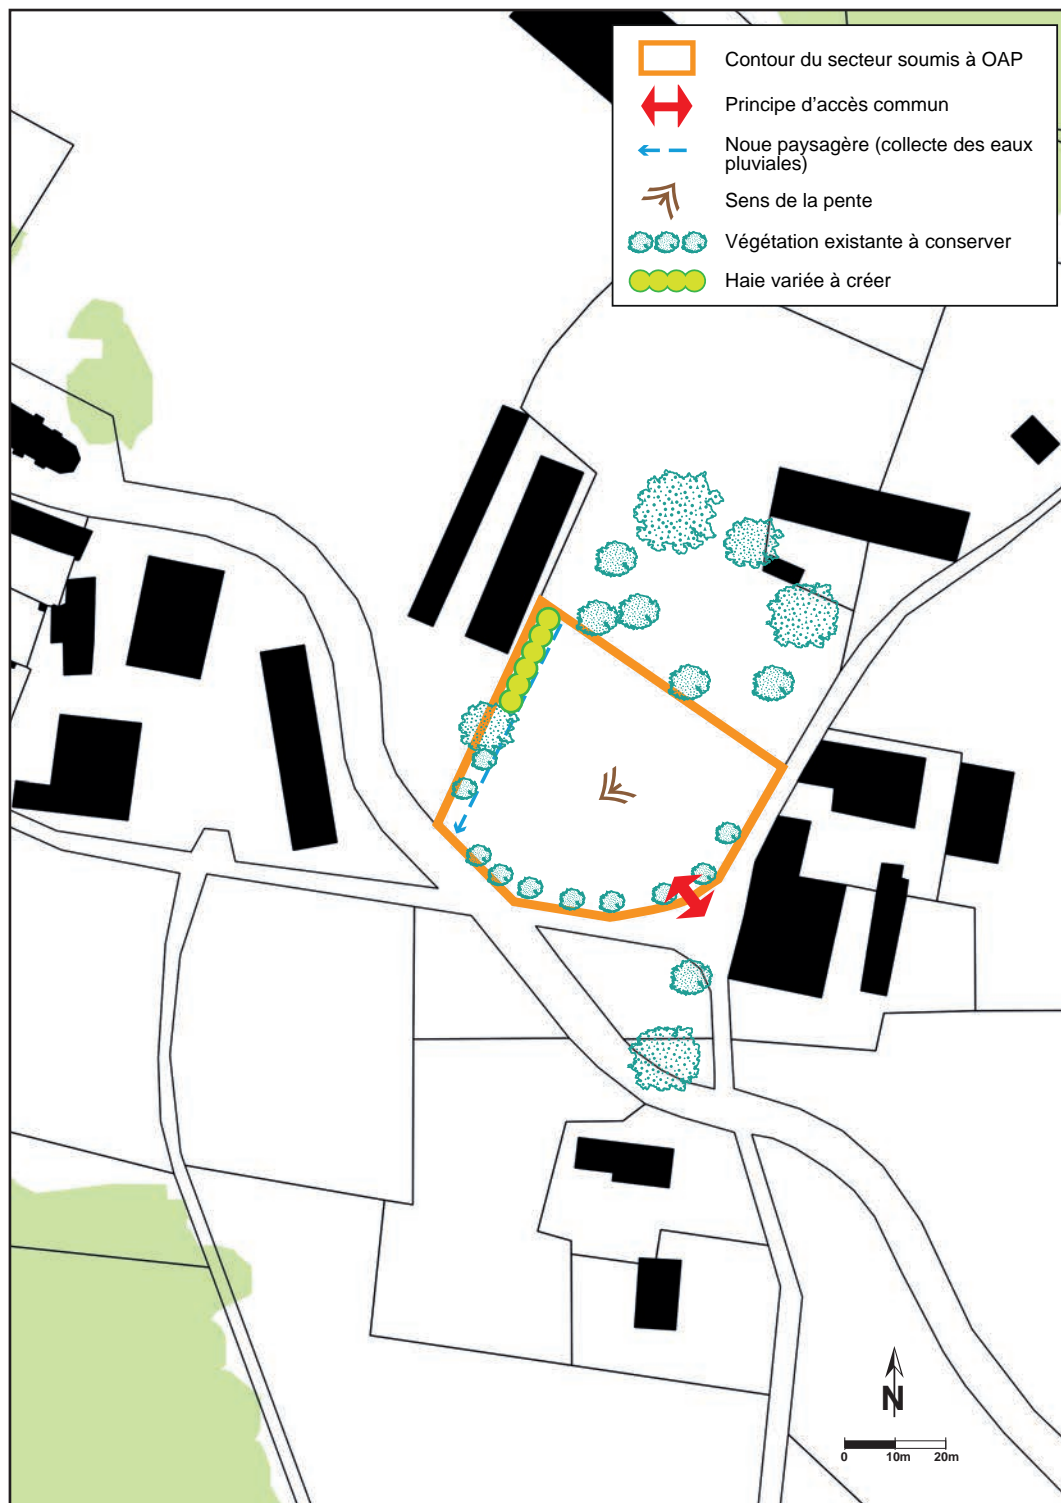 Contour du secteur soumis à OAP
Principe d'accès commun
Noue paysagère (collecte des eaux
pluviales)
Sens de la pente
Végétation existante à conserver
Haie variée à créer
N
0 10m 20m